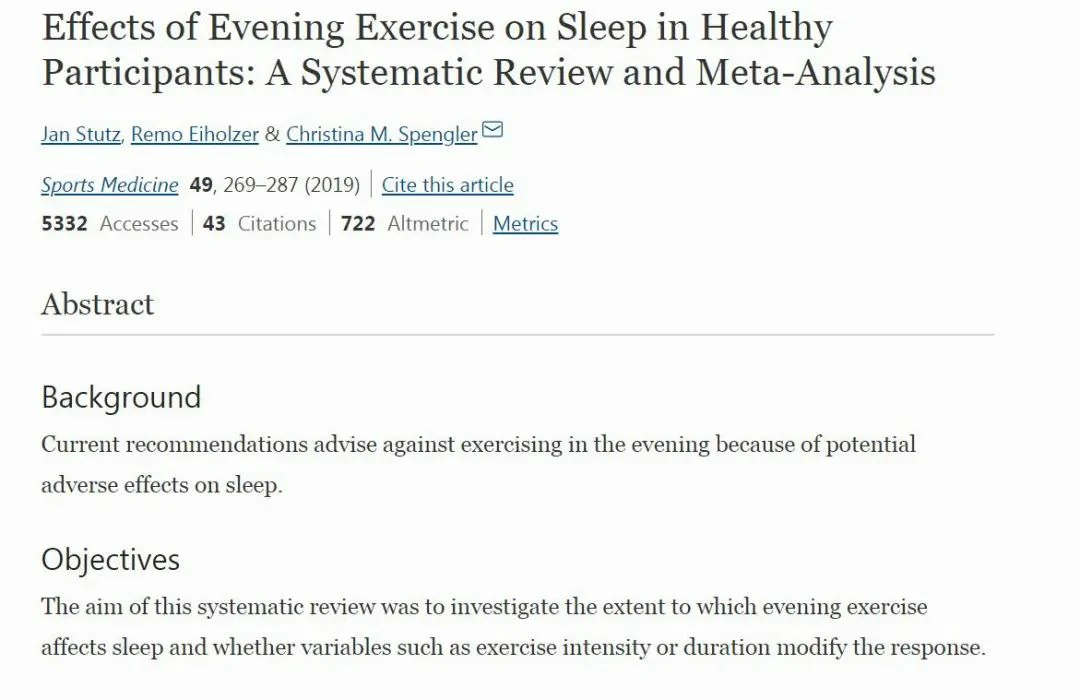 Effects of Evening Exercise on Sleep in Healthy
Participants: A Systematic Review and Meta-Analysis
Jan Stutz, Remo Eiholzer & Christina M. Spengler
Sports Medicine 49, 269–287 (2019) | Cite this article
5332 Accesses | 43 Citations | 722 Altmetric | Metrics
Abstract
Background
Current recommendations advise against exercising in the evening because of potential
adverse effects on sleep.
Objectives
The aim of this systematic review was to investigate the extent to which evening exercise
affects sleep and whether variables such as exercise intensity or duration modify the response.